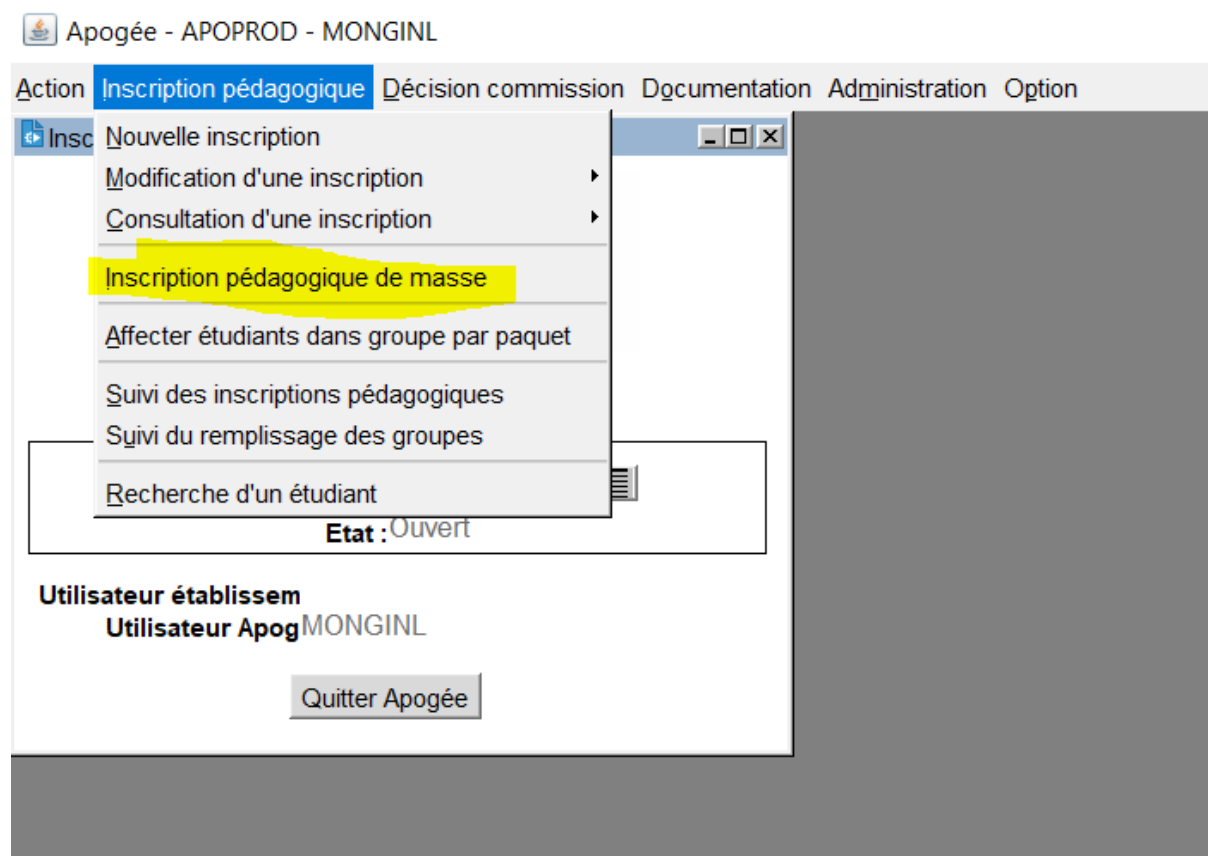 Apogée - APOPROD - MONGINL
Action Inscription pédagogique Décision commission Documentation Administration Option
Insc
Nouvelle inscription
Modification d'une inscription
Consultation d'une inscription
Inscription pédagogique de masse
Affecter étudiants dans groupe par paquet
Suivi des inscriptions pédagogiques
Suivi du remplissage des groupes
Recherche d'un étudiant
Etat : Ouvert
Utilisateur établissem
Utilisateur Apog MONGINL
Quitter Apogée